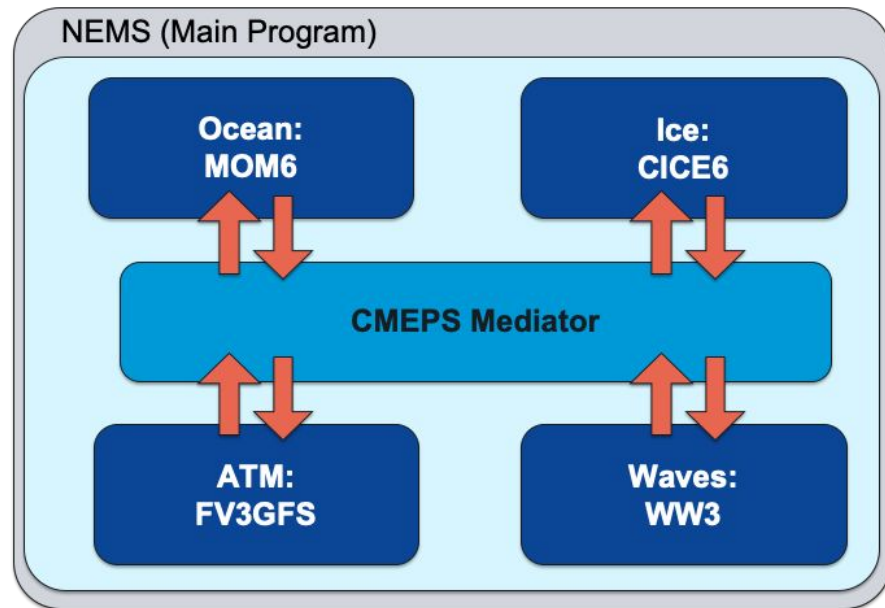 NEMS (Main Program)
Ocean:
MOM6
Ice:
CICE6
CMEPS Mediator
ATM:
FV3GFS
Waves:
WW3